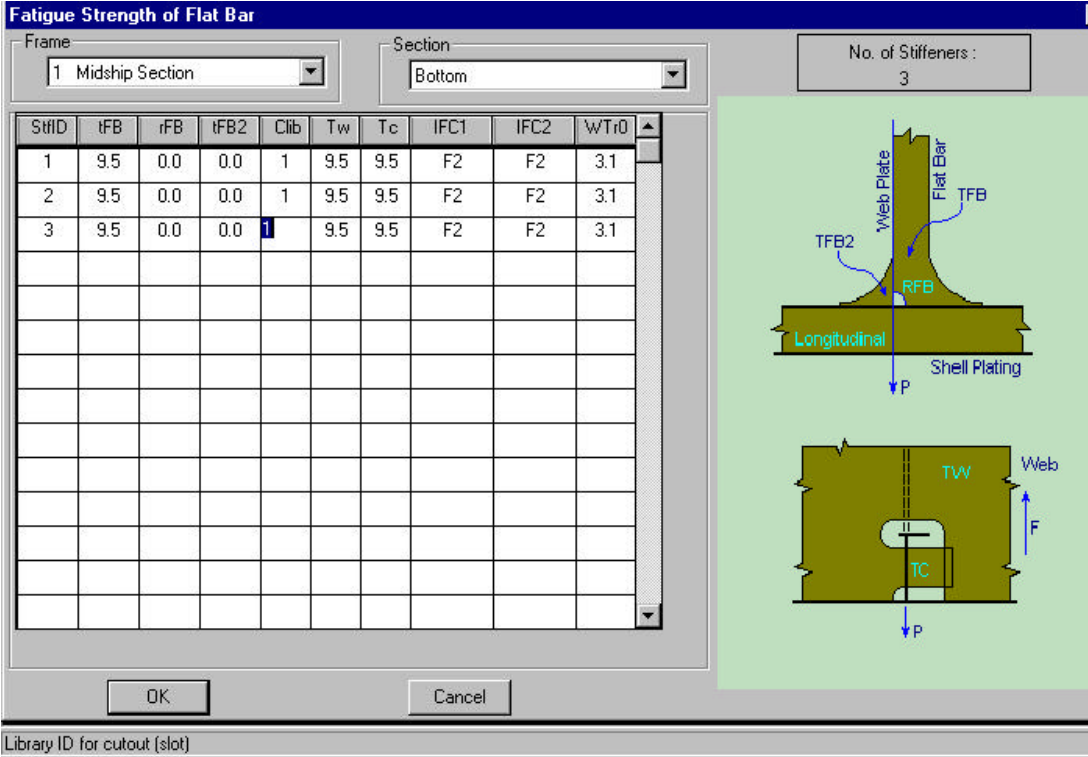 Fatigue Strength of Flat Bar
Frame
1 Midship Section
Section
Bottom
No. of Stiffeners :
3
StfID tFB rFB tFB2 Clib Tw Tc IFC1 IFC2 WTr0
1 9.5 0.0 0.0 1 9.5 9.5 F2 F2 3.1
2 9.5 0.0 0.0 1 9.5 9.5 F2 F2 3.1
3 9.5 0.0 0.0 1 9.5 9.5 F2 F2 3.1
Web Plate
Flat Bar
TFB
TFB2
RFB
Longitudinal
Shell Plating
P
TW
Web
F
TC
P
OK
Cancel
Library ID for cutout (slot)